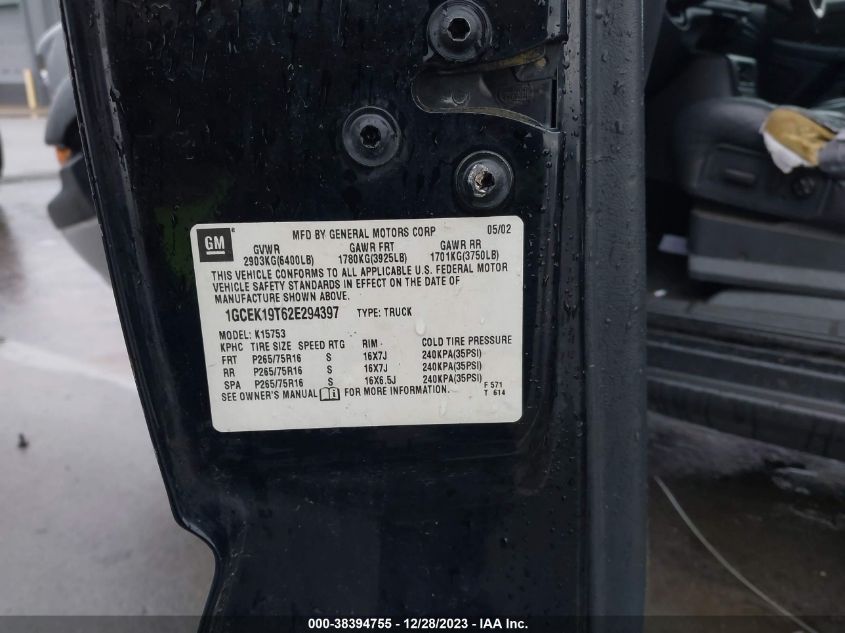 GM
MFD BY GENERAL MOTORS CORP 05/02
GVWR GAWR FRT GAWR RR
2903KG(6400LB) 1780KG(3925LB) 1701KG(3750LB)
THIS VEHICLE CONFORMS TO ALL APPLICABLE U.S. FEDERAL MOTOR
VEHICLE SAFETY STANDARDS IN EFFECT ON THE DATE OF
MANUFACTURE SHOWN ABOVE.
1GCEK19T62E294397 TYPE: TRUCK
MODEL: K15753
KPHC TIRE SIZE SPEED RTG RIM COLD TIRE PRESSURE
FRT P265/75R16 S 16X7J 240KPA(35PSI)
RR P265/75R16 S 16X7J 240KPA(35PSI)
SPA P265/75R16 S 16X6.5J 240KPA(35PSI)
SEE OWNER'S MANUAL FOR MORE INFORMATION.
F 571
T 614
000-38394755 - 12/28/2023 - IAA Inc.